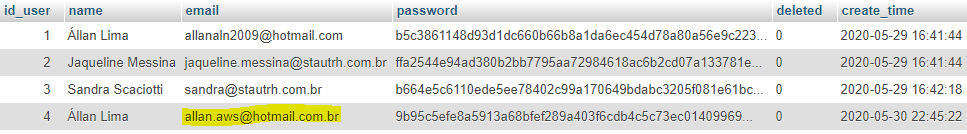 id_user name email password deleted create_time
1 Állan Lima allanaln2009@hotmail.com b5c3861148d93d1dc660b66b8a1da6ec454d78a80a56e9c223... 0 2020-05-29 16:41:44
2 Jaqueline Messina jaqueline.messina@stautrh.com.br ffa2544e94ad380b2bb7795aa72984618ac6b2cd07a133781e... 0 2020-05-29 16:41:44
3 Sandra Scaciotti sandra@stautrh.com.br b664e5c6110ede5ee78402c99a170649bdabc3205f081e61bc... 0 2020-05-29 16:42:18
4 Állan Lima allan.aws@hotmail.com.br 9b95c5efe8a5913a68bfef289a403f6cdb4c5c73ec01409969... 0 2020-05-30 22:45:22